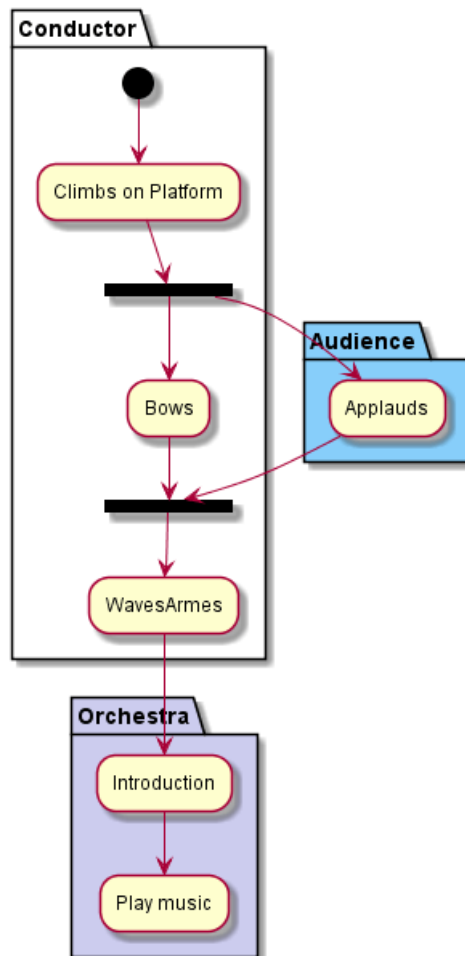 Conductor
Climbs on Platform
Audience
Bows
Applauds
WavesArmes
Orchestra
Introduction
Play music